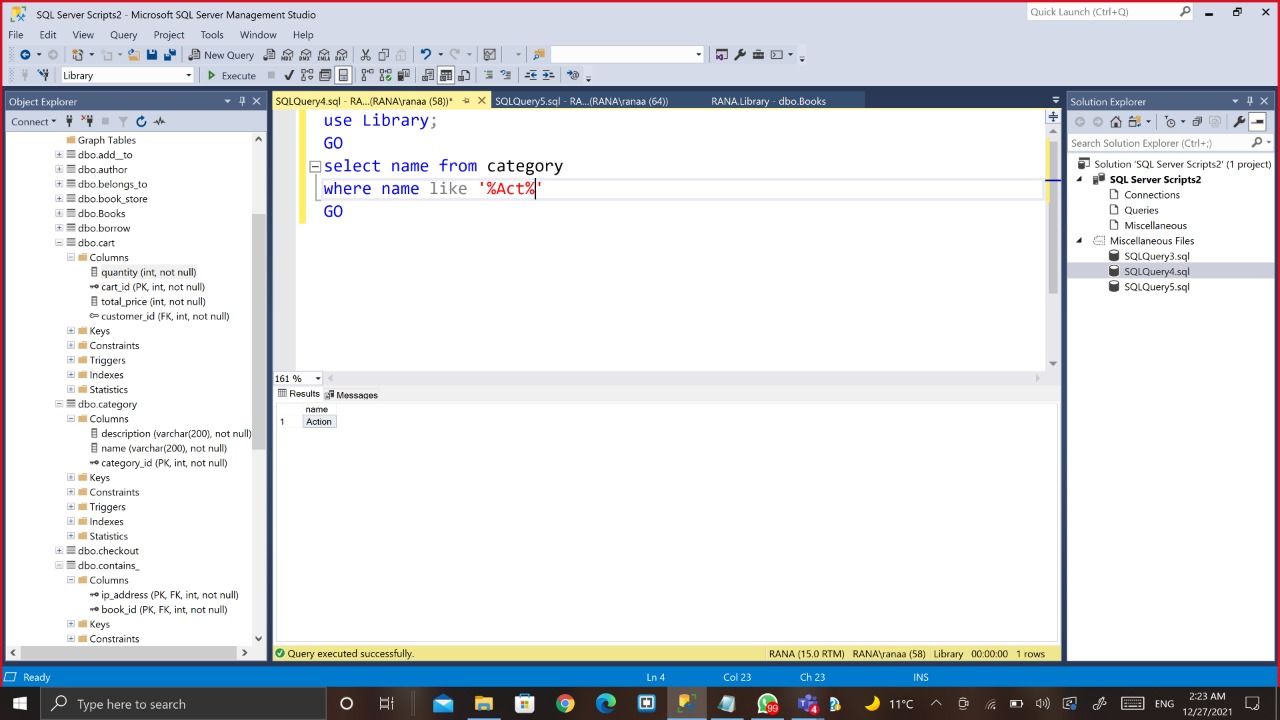 SQL Server Scripts2 - Microsoft SQL Server Management Studio
Quick Launch (Ctrl+Q)
File Edit View Query Project Tools Window Help
New Query
Library
Execute
Object Explorer
Connect
Graph Tables
dbo.add__to
dbo.author
dbo.belongs_to
dbo.book_store
dbo.Books
dbo.borrow
dbo.cart
Columns
quantity (int, not null)
cart_id (PK, int, not null)
total_price (int, not null)
customer_id (FK, int, not null)
Keys
Constraints
Triggers
Indexes
Statistics
dbo.category
Columns
description (varchar(200), not null)
name (varchar(200), not null)
category_id (PK, int, not null)
Keys
Constraints
Triggers
Indexes
Statistics
dbo.checkout
dbo.contains_
Columns
ip_address (PK, FK, int, not null)
book_id (PK, FK, int, not null)
Keys
Constraints
SQLQuery4.sql - RA...(RANA\ranaa (58))*
SQLQuery5.sql - RA...(RANA\ranaa (64))
RANA.Library - dbo.Books
use Library;
GO
select name from category
where name like '%Act%'
GO
161 %
Results
Messages
name
1 Action
Query executed successfully.
RANA (15.0 RTM) RANA\ranaa (58) Library 00:00:00 1 rows
Solution Explorer
Search Solution Explorer (Ctrl+;)
Solution 'SQL Server Scripts2' (1 project)
SQL Server Scripts2
Connections
Queries
Miscellaneous
Miscellaneous Files
SQLQuery3.sql
SQLQuery4.sql
SQLQuery5.sql
Ready
Ln 4 Col 23 Ch 23 INS
Type here to search
99
4
11°C
ENG
2:23 AM
12/27/2021